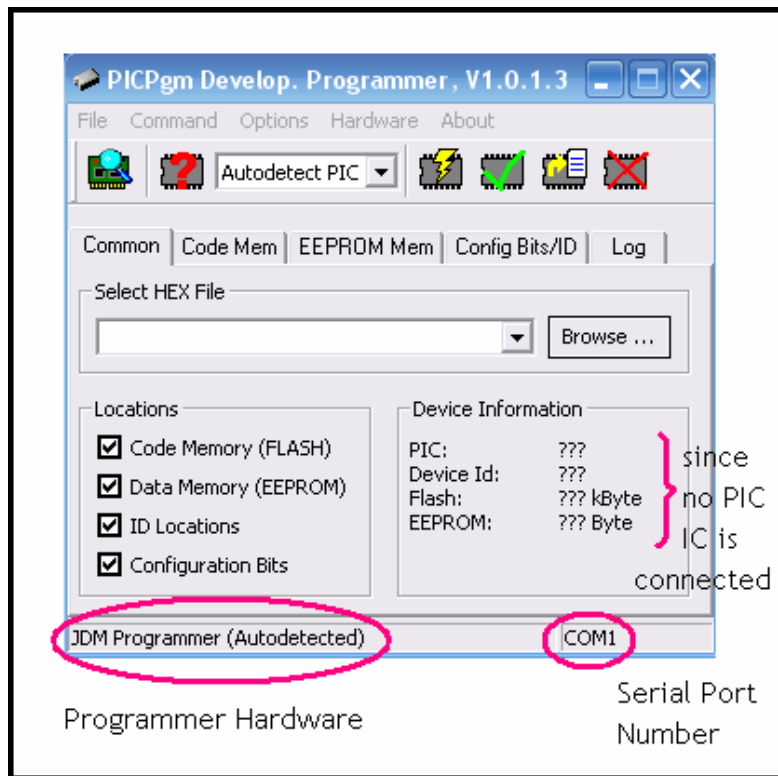 PICPgm Develop. Programmer, V1.0.1.3
File Command Options Hardware About
Autodetect PIC
Common Code Mem EEPROM Mem Config Bits/ID Log
Select HEX File
Browse ...
Locations
Code Memory (FLASH)
Data Memory (EEPROM)
ID Locations
Configuration Bits
Device Information
PIC: ???
Device Id: ???
Flash: ??? kByte
EEPROM: ??? Byte
since
no PIC
IC is
connected
JDM Programmer (Autodetected)
COM1
Programmer Hardware
Serial Port
Number